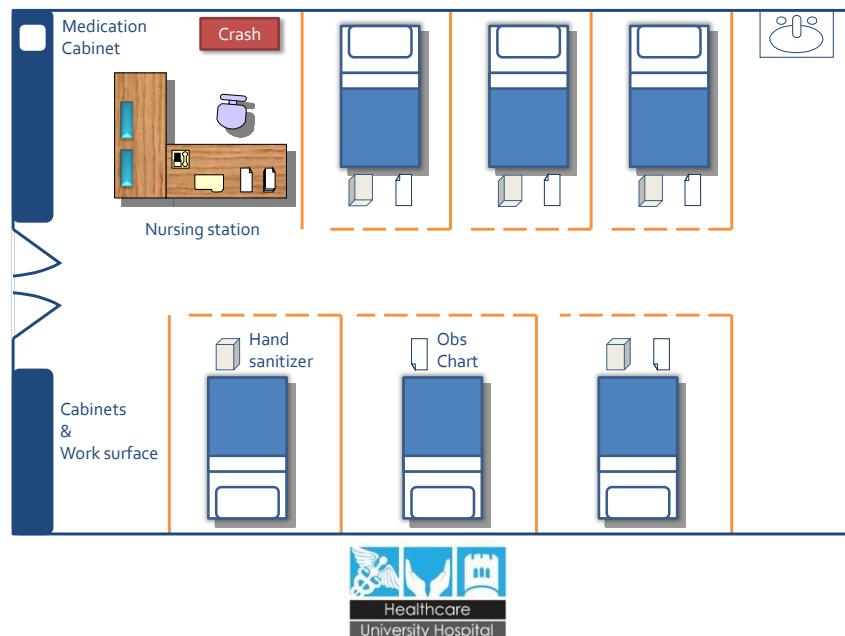 Medication
Cabinet
Crash
Nursing station
Hand
sanitizer
Obs
Chart
Cabinets
&
Work surface
Healthcare
University Hospital